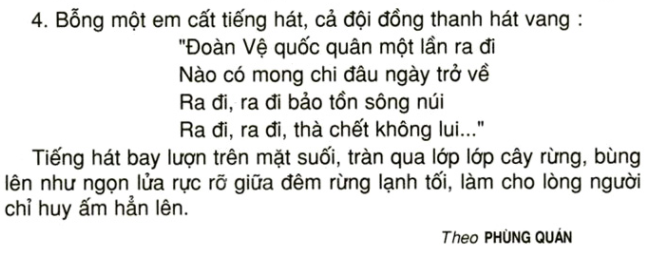 4. Bỗng một em cất tiếng hát, cả đội đồng thanh hát vang :
"Đoàn Vệ quốc quân một lần ra đi
Nào có mong chi đâu ngày trở về
Ra đi, ra đi bảo tồn sông núi
Ra đi, ra đi, thà chết không lui..."
Tiếng hát bay lượn trên mặt suối, tràn qua lớp lớp cây rừng, bùng
lên như ngọn lửa rực rỡ giữa đêm rừng lạnh tối, làm cho lòng người
chỉ huy ấm hẳn lên.
Theo PHÙNG QUÁN